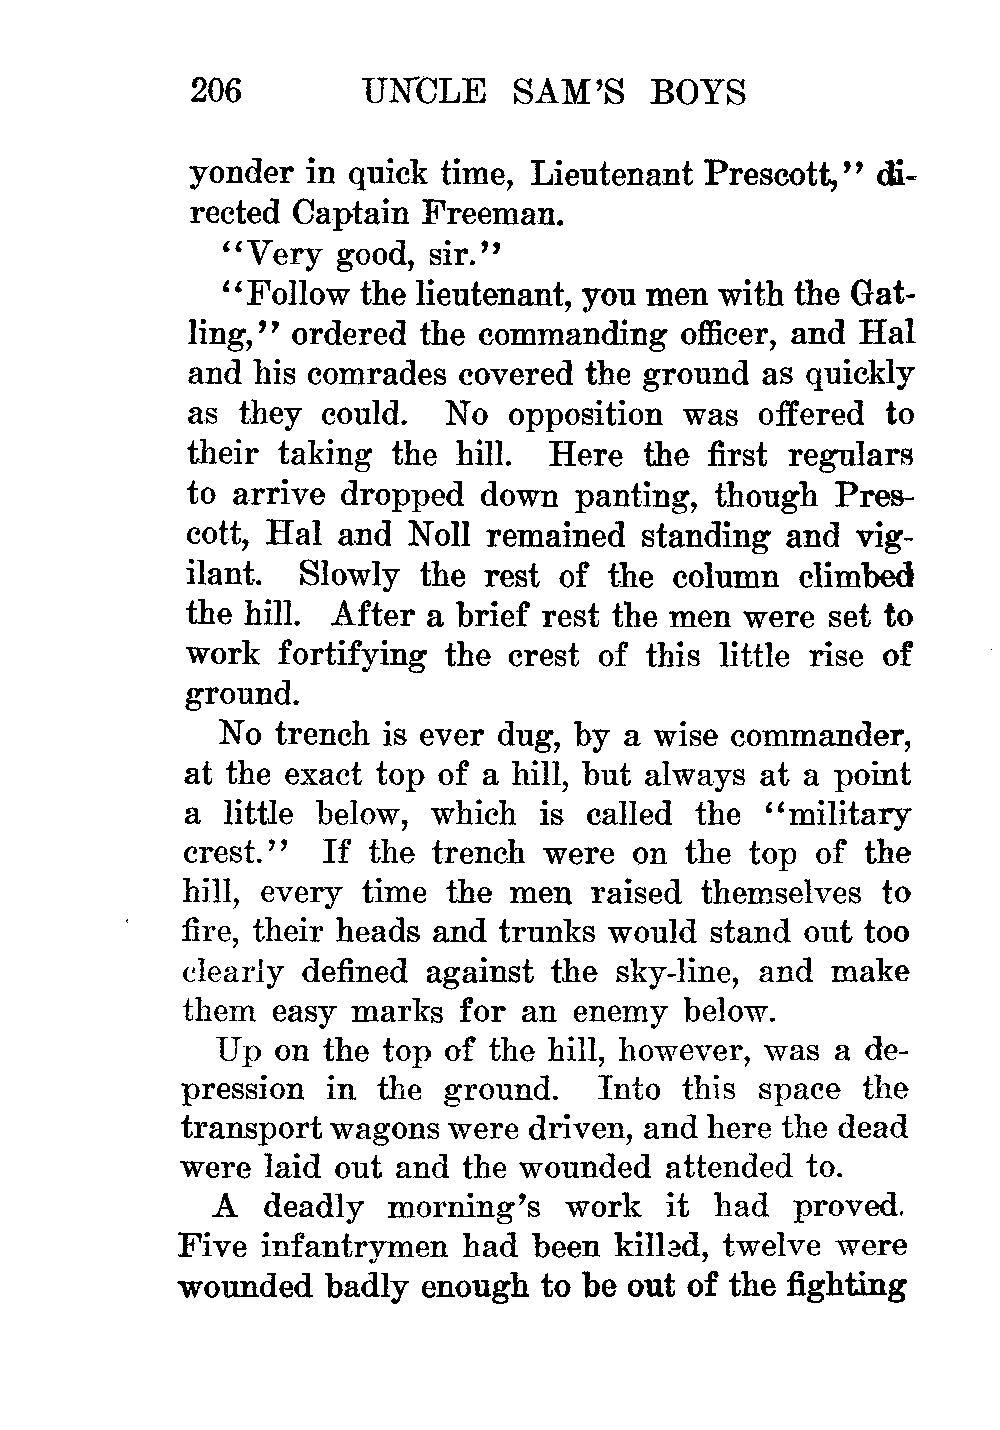 206 UNCLE SAM'S BOYS
yonder in quick time, Lieutenant Prescott," di-
rected Captain Freeman.
"Very good, sir."
"Follow the lieutenant, you men with the Gat-
ling," ordered the commanding officer, and Hal
and his comrades covered the ground as quickly
as they could. No opposition was offered to
their taking the hill. Here the first regulars
to arrive dropped down panting, though Pres-
cott, Hal and Noll remained standing and vig-
ilant. Slowly the rest of the column climbed
the hill. After a brief rest the men were set to
work fortifying the crest of this little rise of
ground.
No trench is ever dug, by a wise commander,
at the exact top of a hill, but always at a point
a little below, which is called the "military
crest." If the trench were on the top of the
hill, every time the men raised themselves to
fire, their heads and trunks would stand out too
clearly defined against the sky-line, and make
them easy marks for an enemy below.
Up on the top of the hill, however, was a de-
pression in the ground. Into this space the
transport wagons were driven, and here the dead
were laid out and the wounded attended to.
A deadly morning's work it had proved.
Five infantrymen had been killed, twelve were
wounded badly enough to be out of the fighting